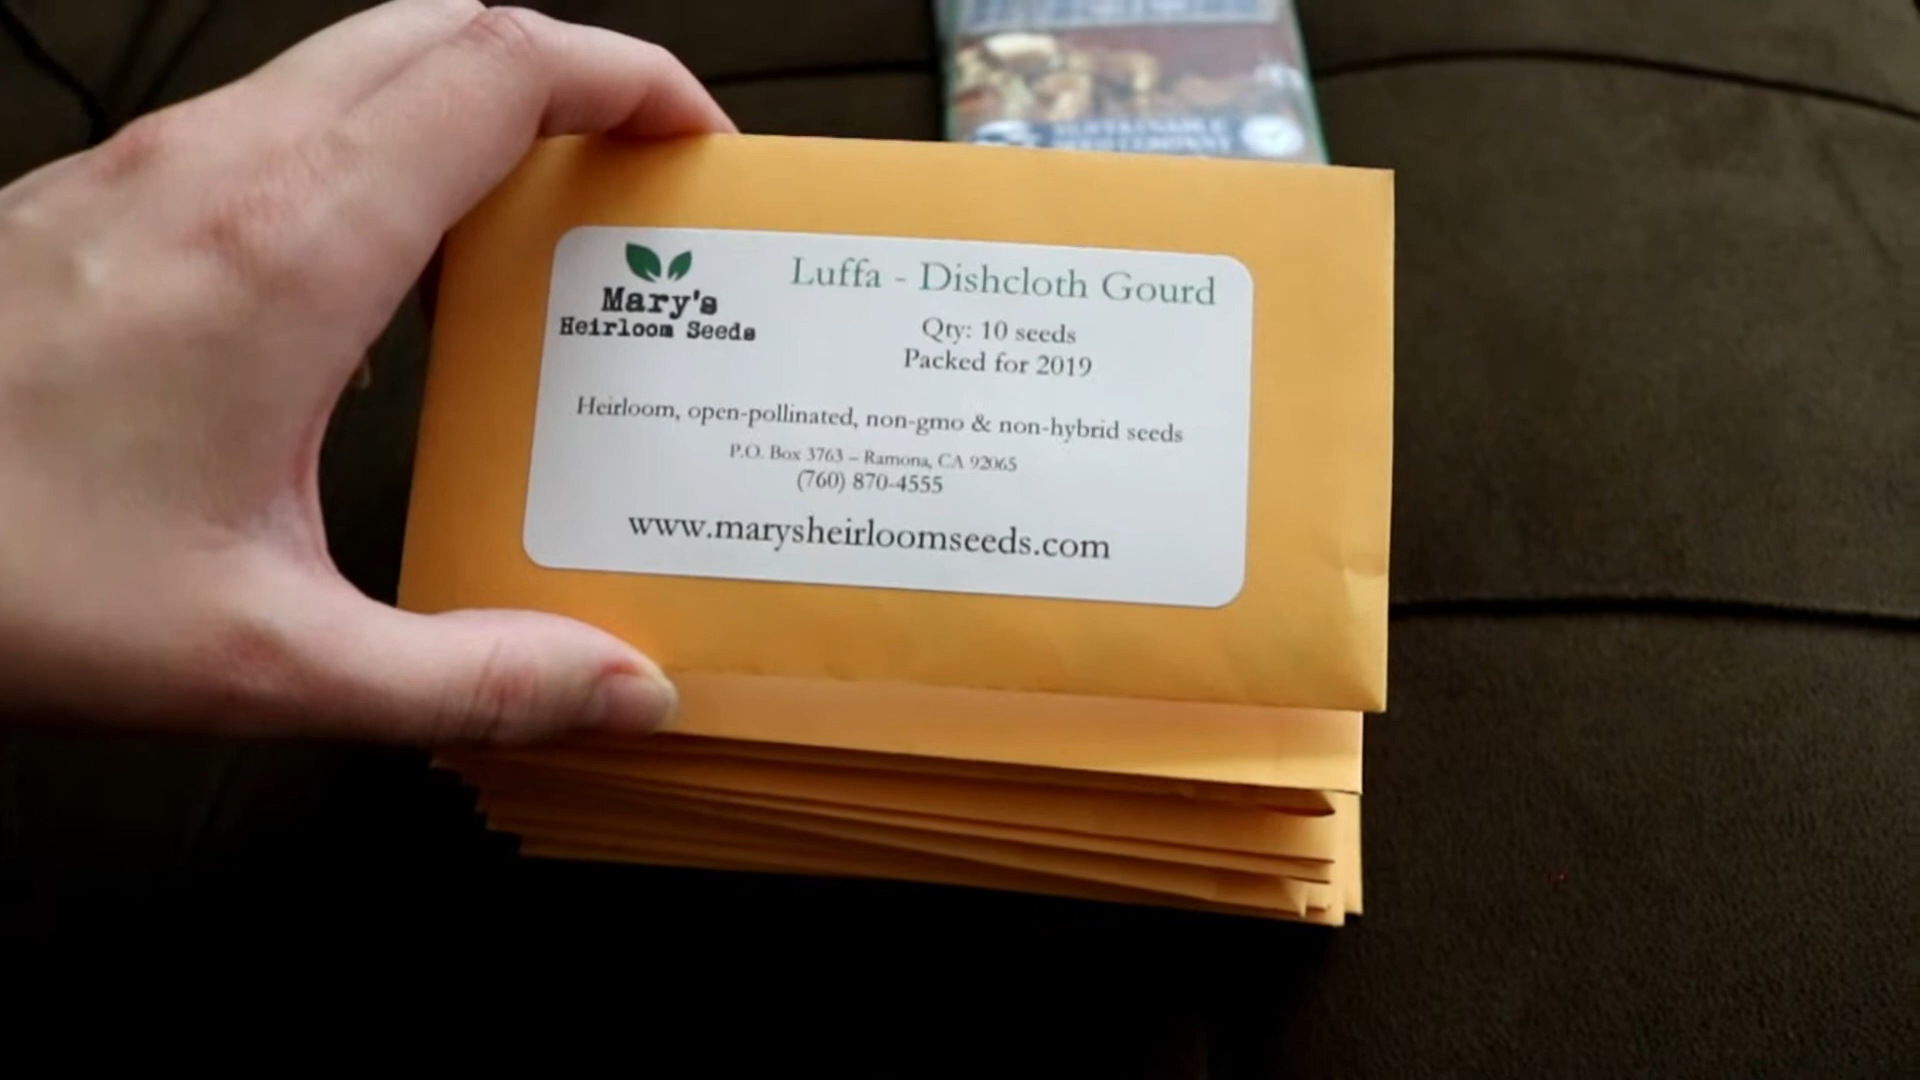 Mary's
Heirloom Seeds
Luffa - Dishcloth Gourd
Qty: 10 seeds
Packed for 2019
Heirloom, open-pollinated, non-gmo & non-hybrid seeds
P.O. Box 3763 – Ramona, CA 92065
(760) 870-4555
www.marysheirloomseeds.com